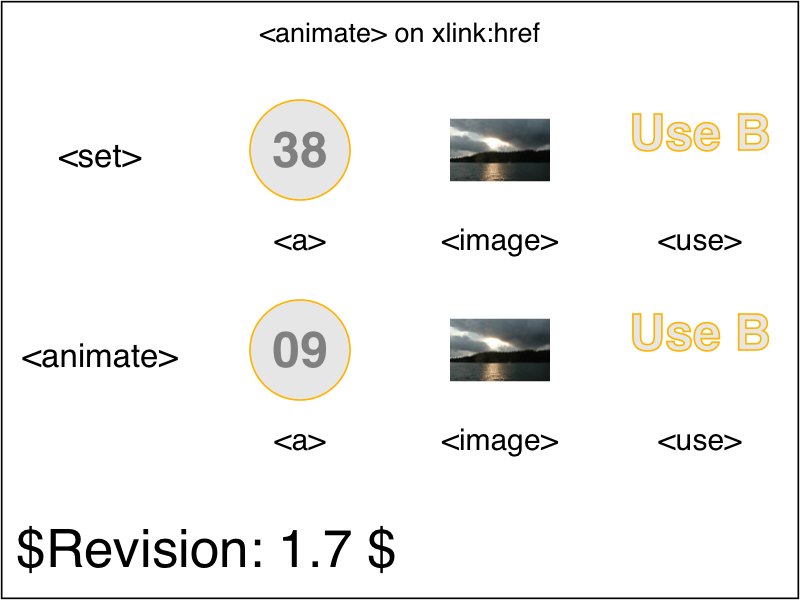 <animate> on xlink:href
<set>
38
Use B
<a>
<image>
<use>
<animate>
09
Use B
<a>
<image>
<use>
$Revision: 1.7 $